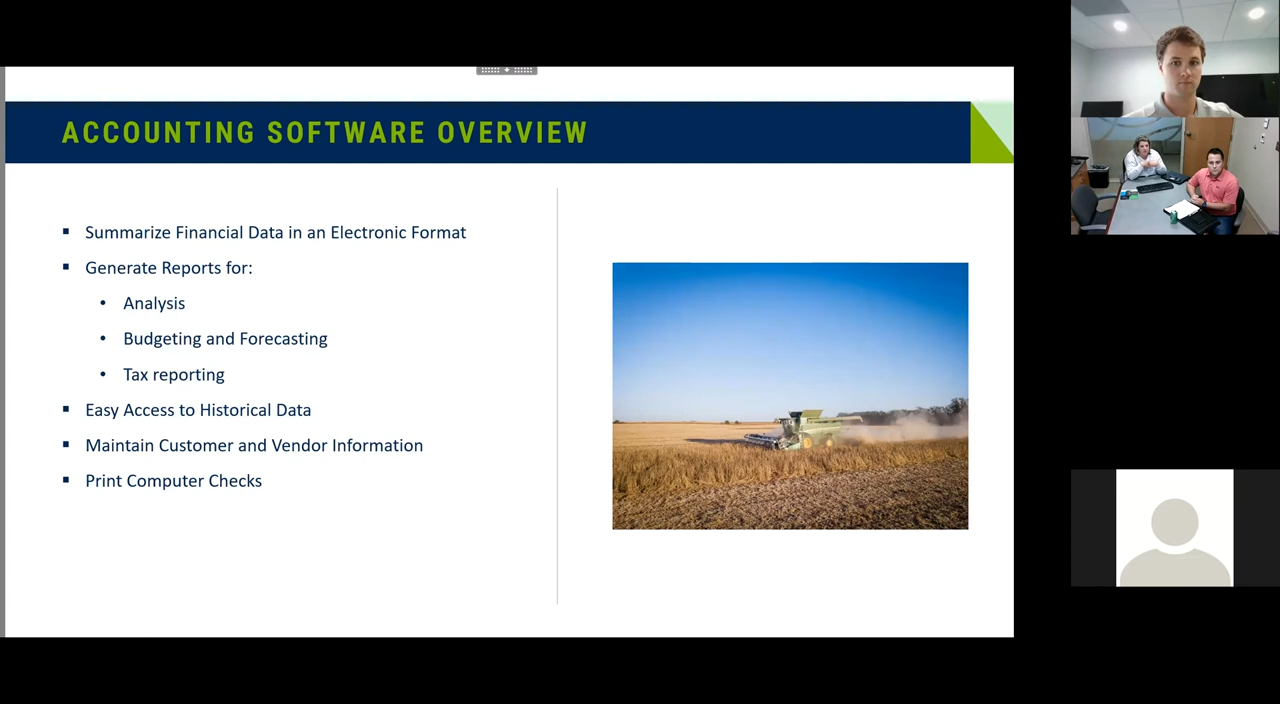 ACCOUNTING SOFTWARE OVERVIEW
Summarize Financial Data in an Electronic Format
Generate Reports for:
Analysis
Budgeting and Forecasting
Tax reporting
Easy Access to Historical Data
Maintain Customer and Vendor Information
Print Computer Checks